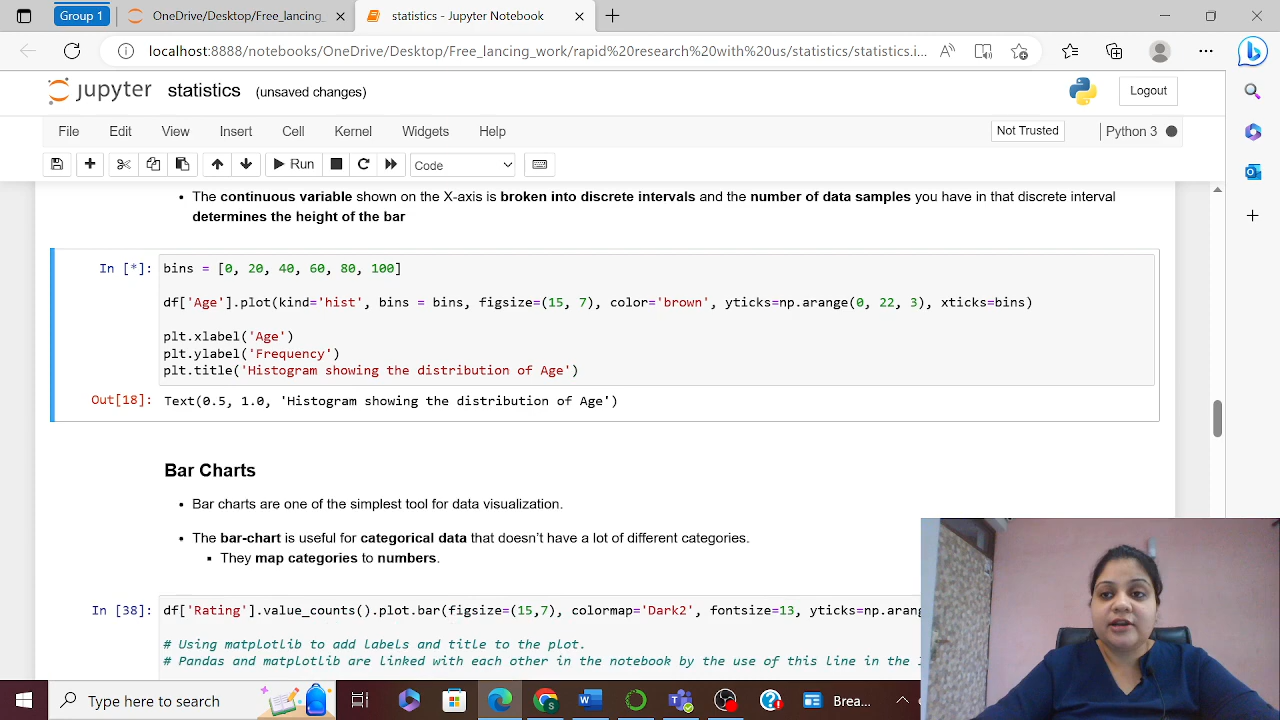 Group 1
OneDrive/Desktop/Free_lancing_
statistics - Jupyter Notebook
localhost:8888/notebooks/OneDrive/Desktop/Free_lancing_work/rapid%20research%20with%20us/statistics/statistics.i...
jupyter statistics (unsaved changes)
Logout
File Edit View Insert Cell Kernel Widgets Help
Not Trusted
Python 3
Run
Code
• The continuous variable shown on the X-axis is broken into discrete intervals and the number of data samples you have in that discrete interval
determines the height of the bar
In [*]: bins = [0, 20, 40, 60, 80, 100]
df['Age'].plot(kind='hist', bins = bins, figsize=(15, 7), color='brown', yticks=np.arange(0, 22, 3), xticks=bins)
plt.xlabel('Age')
plt.ylabel('Frequency')
plt.title('Histogram showing the distribution of Age')
Out[18]: Text(0.5, 1.0, 'Histogram showing the distribution of Age')
Bar Charts
• Bar charts are one of the simplest tool for data visualization.
• The bar-chart is useful for categorical data that doesn't have a lot of different categories.
▪ They map categories to numbers.
In [38]: df['Rating'].value_counts().plot.bar(figsize=(15,7), colormap='Dark2', fontsize=13, yticks=np.arang
# Using matplotlib to add labels and title to the plot.
# Pandas and matplotlib are linked with each other in the notebook by the use of this line in the
Type here to search
Brea...